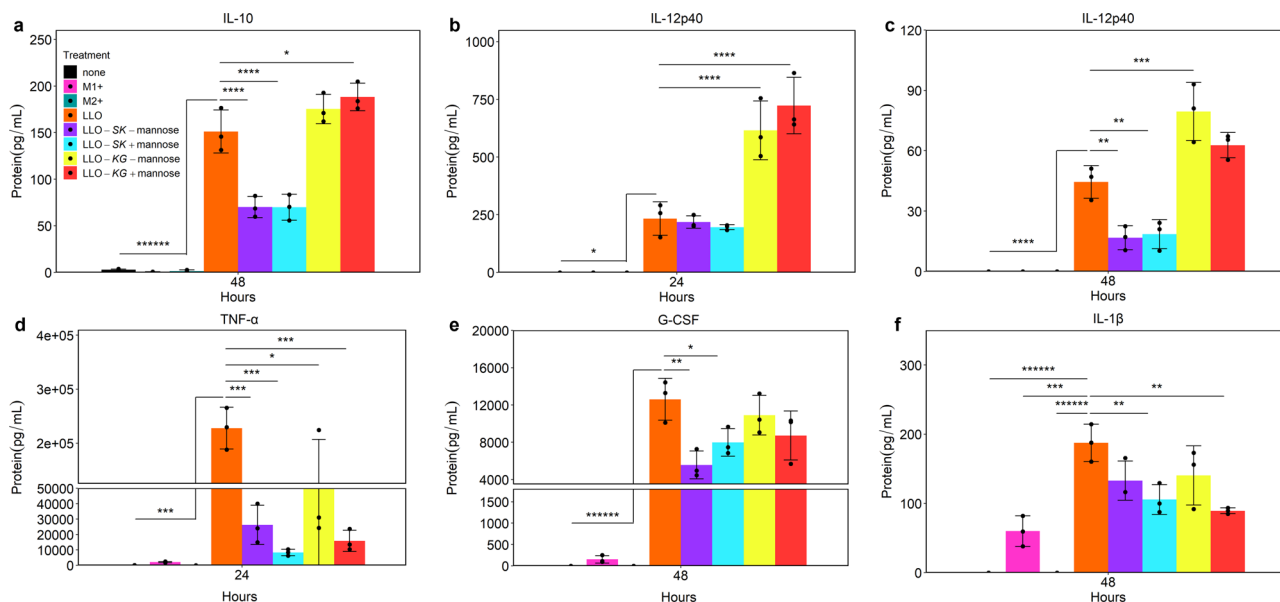 a
IL-10
Protein(pg/mL)
250
200
150
100
50
0
Treatment
none
M1+
M2+
LLO
LLO-SK-mannose
LLO-SK+mannose
LLO-KG-mannose
LLO-KG+mannose
*
****
****
******
48
Hours
b
IL-12p40
Protein(pg/mL)
1000
750
500
250
0
****
****
*
24
Hours
c
IL-12p40
Protein(pg/mL)
120
90
60
30
0
***
**
**
****
48
Hours
d
TNF-α
Protein(pg/mL)
4e+05
3e+05
2e+05
50000
40000
30000
20000
10000
0
***
*
***
***
***
24
Hours
e
G-CSF
Protein(pg/mL)
20000
16000
12000
8000
4000
1500
1000
500
0
*
**
******
48
Hours
f
IL-1β
Protein(pg/mL)
300
200
100
0
******
***
**
******
**
48
Hours